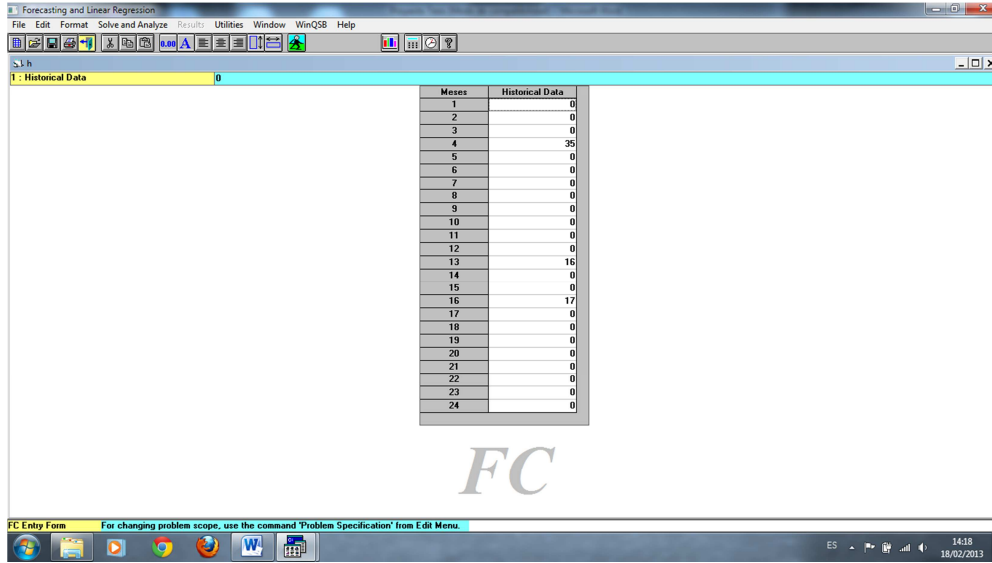 Forecasting and Linear Regression
File Edit Format Solve and Analyze Results Utilities Window WinQSB Help
0.00 A
h
1 : Historical Data 0
Meses Historical Data
1 0
2 0
3 0
4 35
5 0
6 0
7 0
8 0
9 0
10 0
11 0
12 0
13 16
14 0
15 0
16 17
17 0
18 0
19 0
20 0
21 0
22 0
23 0
24 0
FC
FC Entry Form For changing problem scope, use the command 'Problem Specification' from Edit Menu.
ES 14:18
18/02/2013